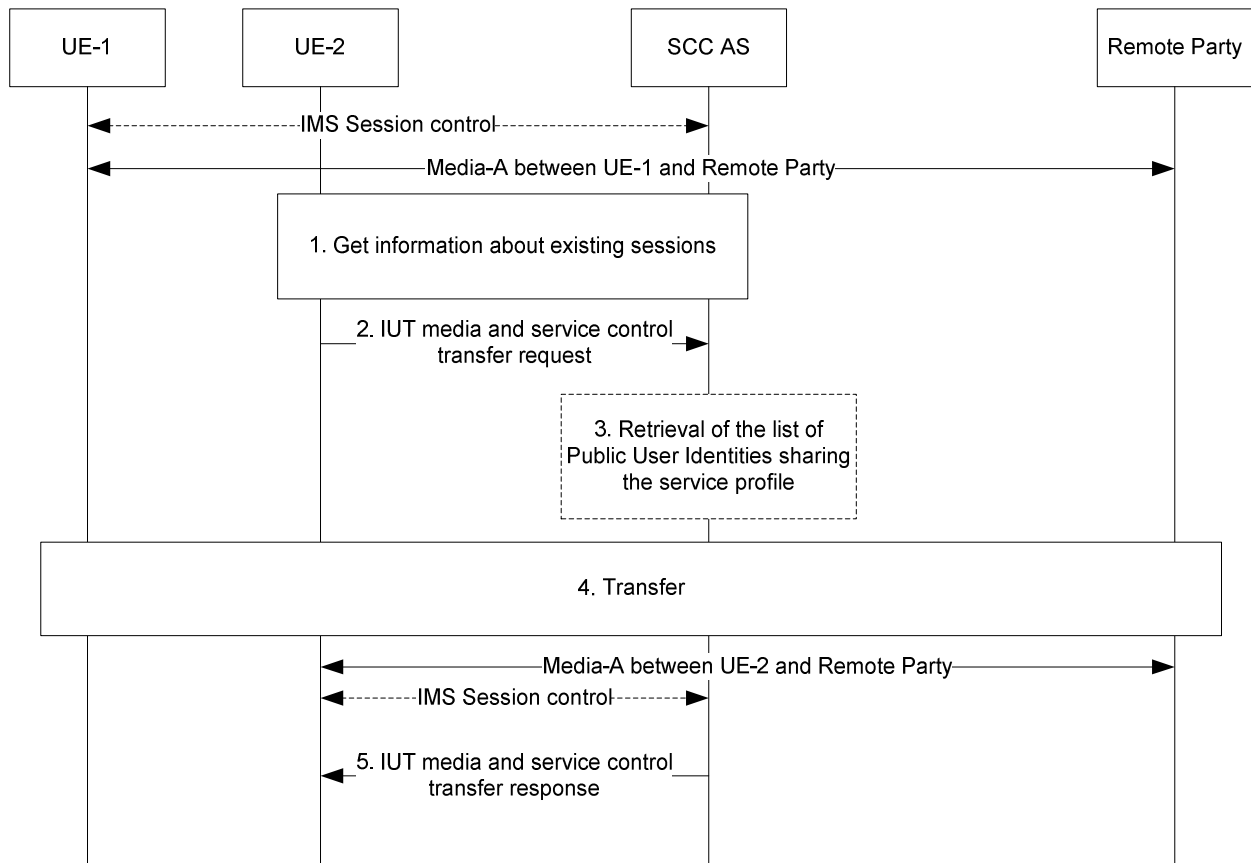 UE-1
UE-2
SCC AS
Remote Party
IMS Session control
Media-A between UE-1 and Remote Party
1. Get information about existing sessions
2. IUT media and service control
transfer request
3. Retrieval of the list of
Public User Identities sharing
the service profile
4. Transfer
Media-A between UE-2 and Remote Party
IMS Session control
5. IUT media and service control
transfer response